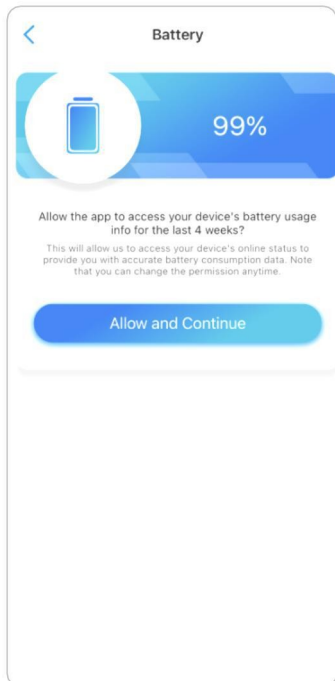 Battery
99%
Allow the app to access your device's battery usage
info for the last 4 weeks?
This will allow us to access your device's online status to
provide you with accurate battery consumption data. Note
that you can change the permission anytime.
Allow and Continue